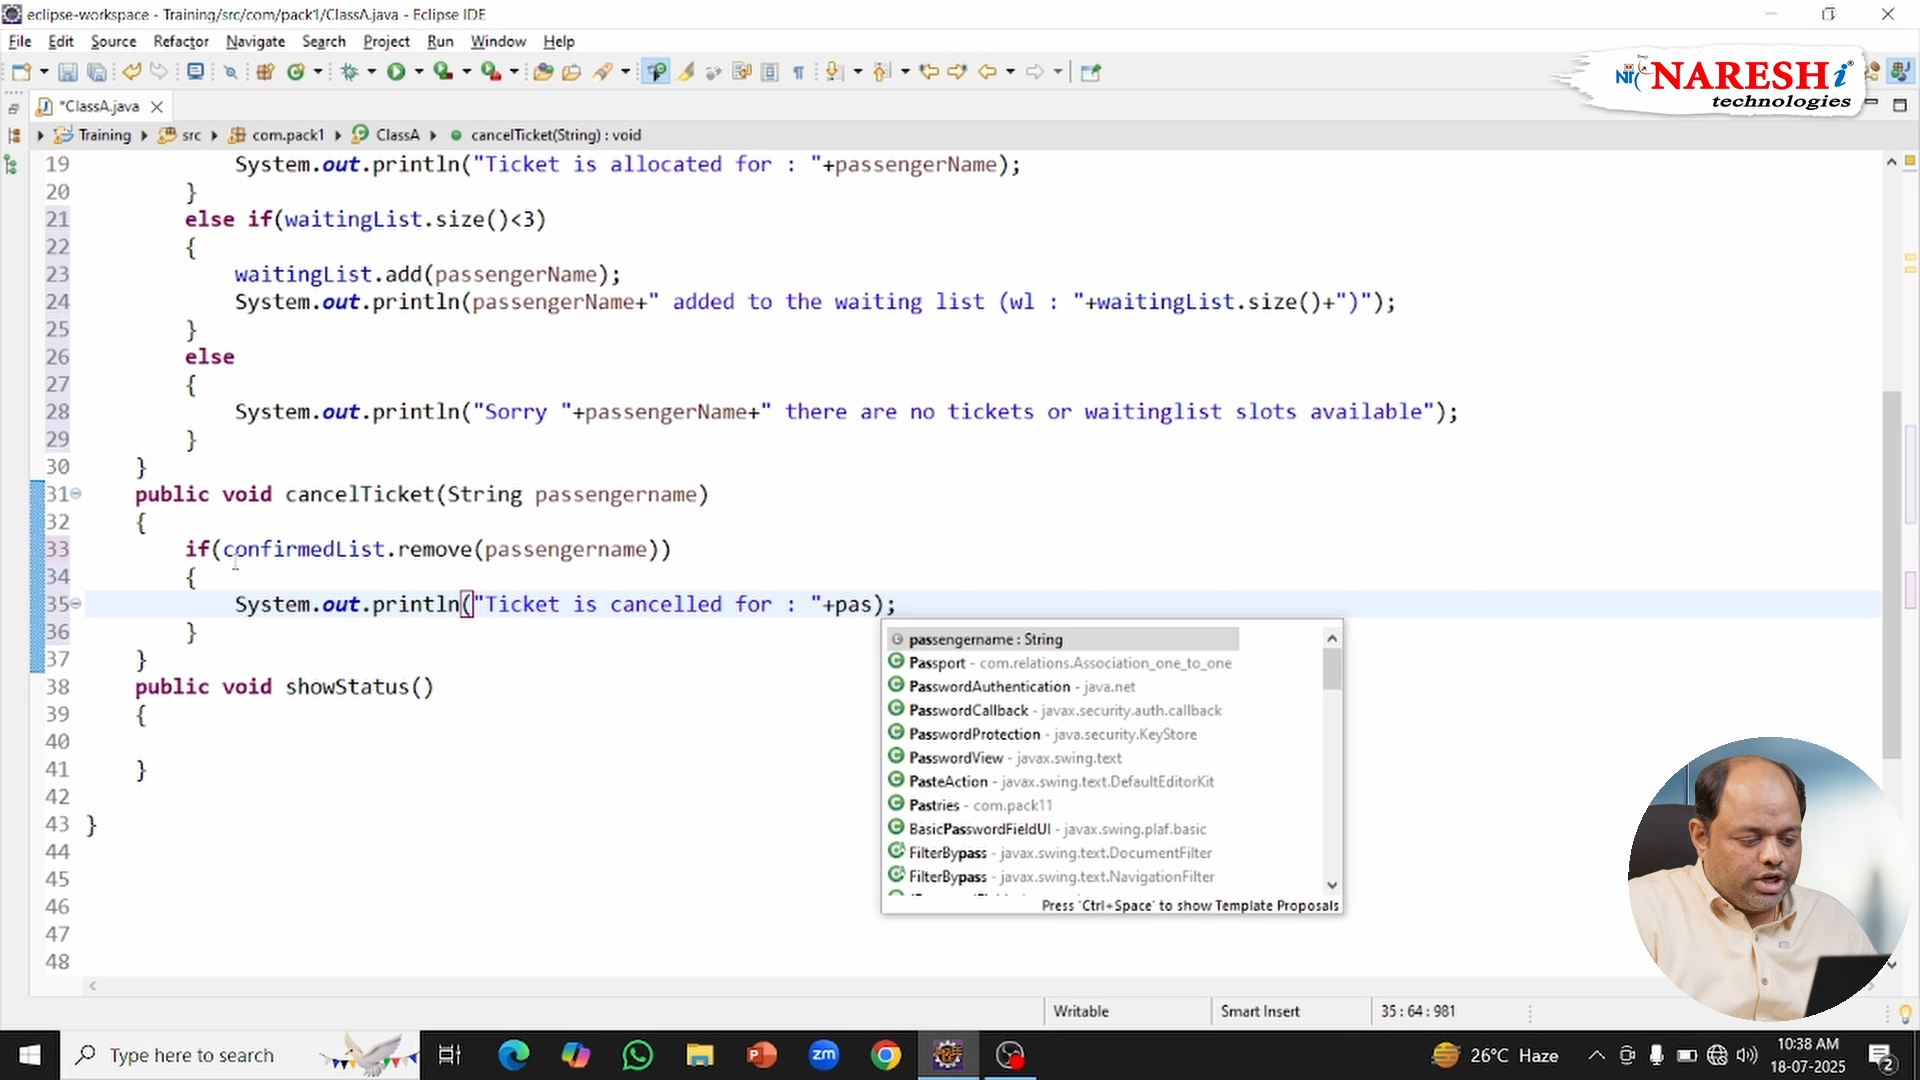 eclipse-workspace - Training/src/com/pack1/ClassA.java - Eclipse IDE
File Edit Source Refactor Navigate Search Project Run Window Help
NARESHi
technologies
*ClassA.java
Training src com.pack1 ClassA cancelTicket(String) : void
19 System.out.println("Ticket is allocated for : "+passengerName);
20 }
21 else if(waitingList.size()<3)
22 {
23 waitingList.add(passengerName);
24 System.out.println(passengerName+" added to the waiting list (wl : "+waitingList.size()+")");
25 }
26 else
27 {
28 System.out.println("Sorry "+passengerName+" there are no tickets or waitinglist slots available");
29 }
30 }
31 public void cancelTicket(String passengername)
32 {
33 if(confirmedList.remove(passengername))
34 {
35 System.out.println("Ticket is cancelled for : "+pas);
36 }
37 }
38 public void showStatus()
39 {
40
41 }
42
43 }
44
45
46
47
48
passengername : String
Passport - com.relations.Association_one_to_one
PasswordAuthentication - java.net
PasswordCallback - javax.security.auth.callback
PasswordProtection - java.security.KeyStore
PasswordView - javax.swing.text
PasteAction - javax.swing.text.DefaultEditorKit
Pastries - com.pack11
BasicPasswordFieldUI - javax.swing.plaf.basic
FilterBypass - javax.swing.text.DocumentFilter
FilterBypass - javax.swing.text.NavigationFilter
Press 'Ctrl+Space' to show Template Proposals
Writable Smart Insert 35 : 64 : 981
Type here to search
26°C Haze
10:38 AM
18-07-2025
2